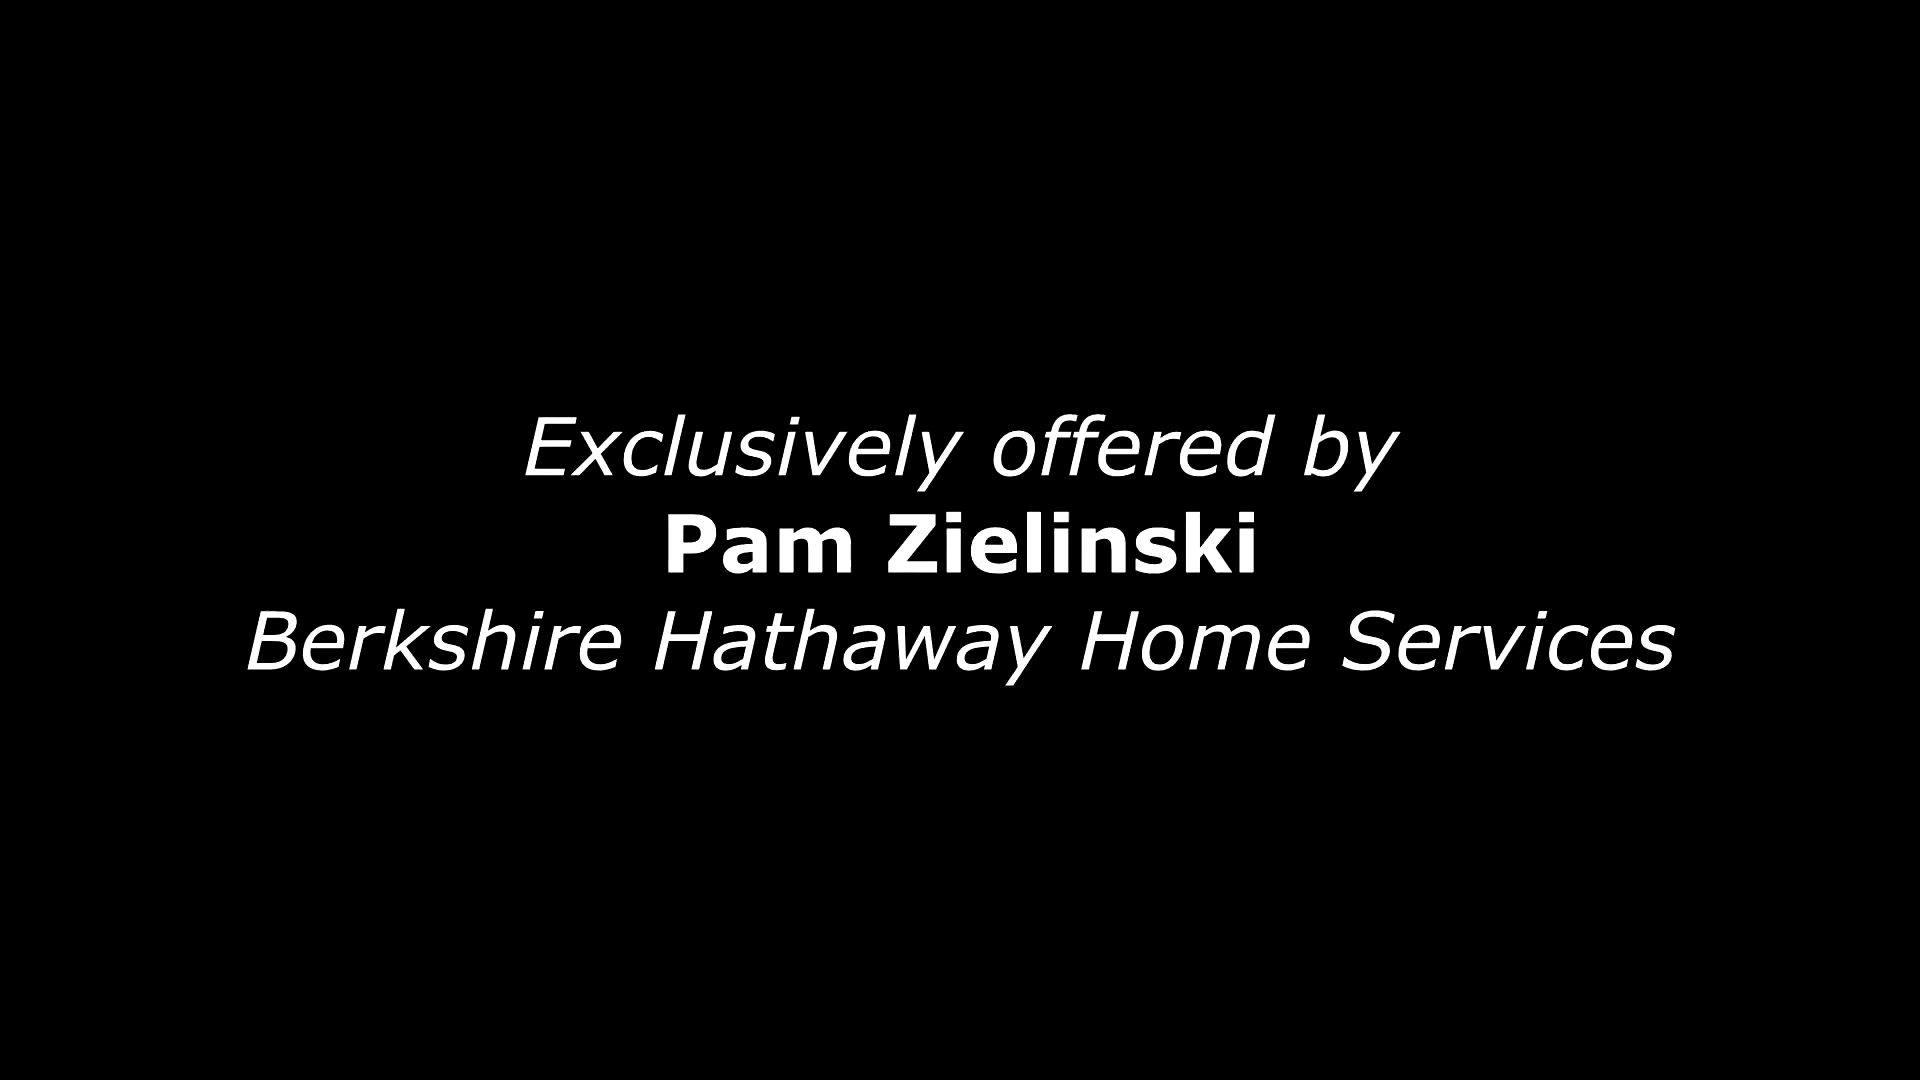 Exclusively offered by
Pam Zielinski
Berkshire Hathaway Home Services